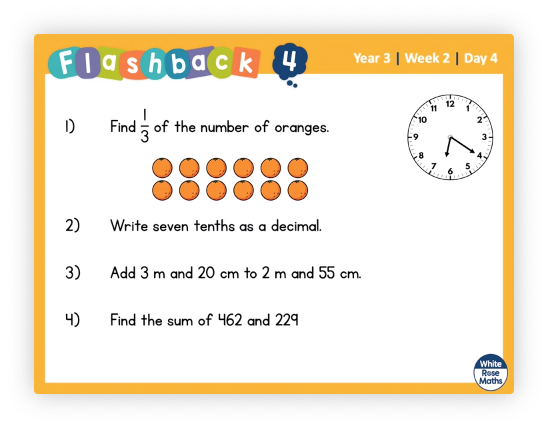 Flashback 4
Year 3 | Week 2 | Day 4
12
11 1
10 2
9 3
8 4
7 5
6
1) Find 1/3 of the number of oranges.
2) Write seven tenths as a decimal.
3) Add 3 m and 20 cm to 2 m and 55 cm.
4) Find the sum of 462 and 229
White
Rose
Maths